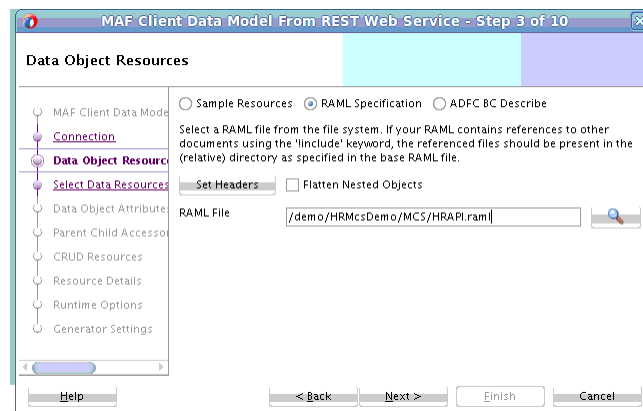 MAF Client Data Model From REST Web Service - Step 3 of 10
Data Object Resources
MAF Client Data Mode
Connection
Data Object Resourc
Select Data Resources
Data Object Attribute
Parent Child Accesso
CRUD Resources
Resource Details
Runtime Options
Generator Settings
Sample Resources RAML Specification ADFC BC Describe
Select a RAML file from the file system. If your RAML contains references to other
documents using the '!include' keyword, the referenced files should be present in the
(relative) directory as specified in the base RAML file.
Set Headers Flatten Nested Objects
RAML File /demo/HRMcsDemo/MCS/HRAPI.raml
Help < Back Next > Finish Cancel